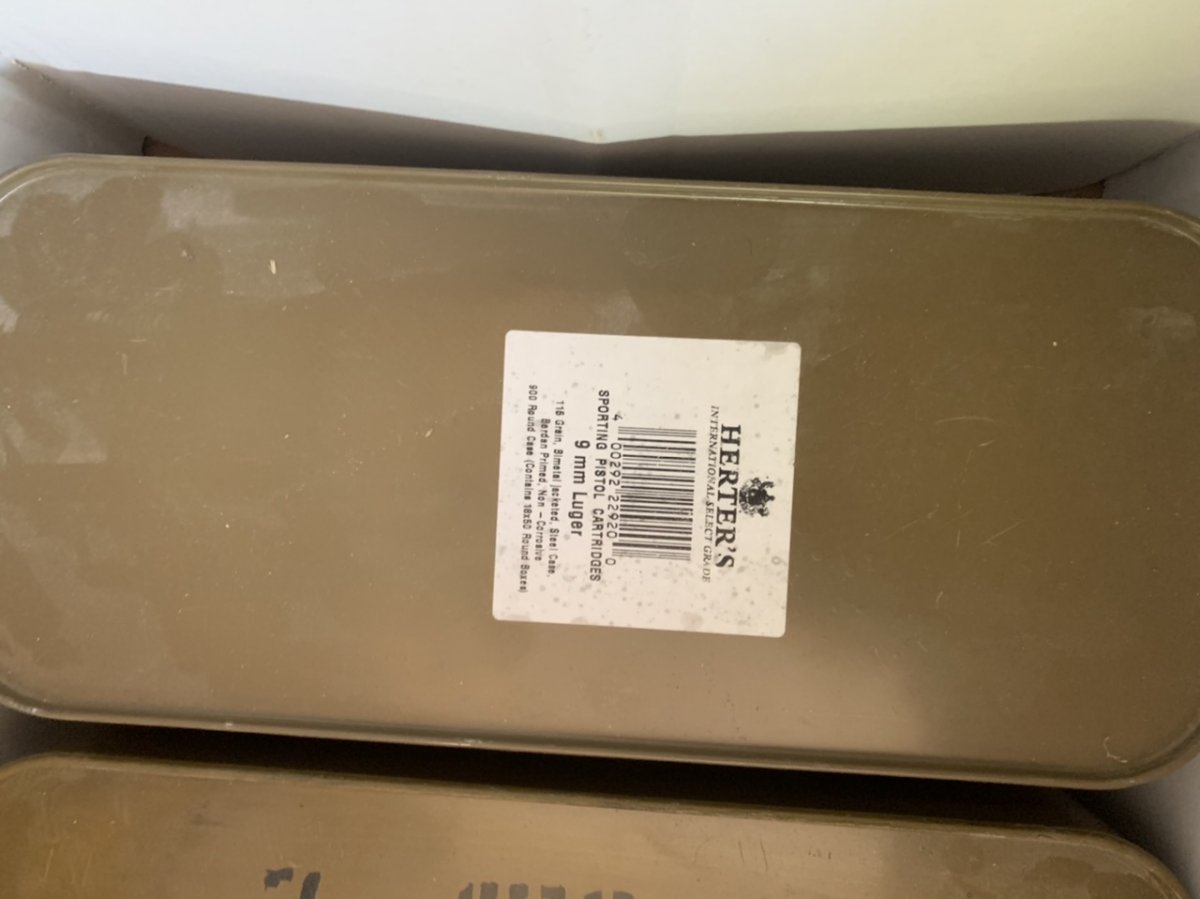 HERTER'S
INTERNATIONAL SELECT GRADE
4 00292 22920 0
SPORTING PISTOL CARTRIDGES
9 mm Luger
115 Grain, Bimetal jacketed, Steel Case,
Berdan Primed, Non - Corrosive
900 Round Case (Contains 18x50 Round Boxes)